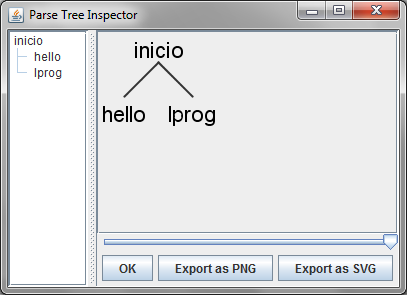 Parse Tree Inspector
inicio
hello
lprog
inicio
hello lprog
OK Export as PNG Export as SVG